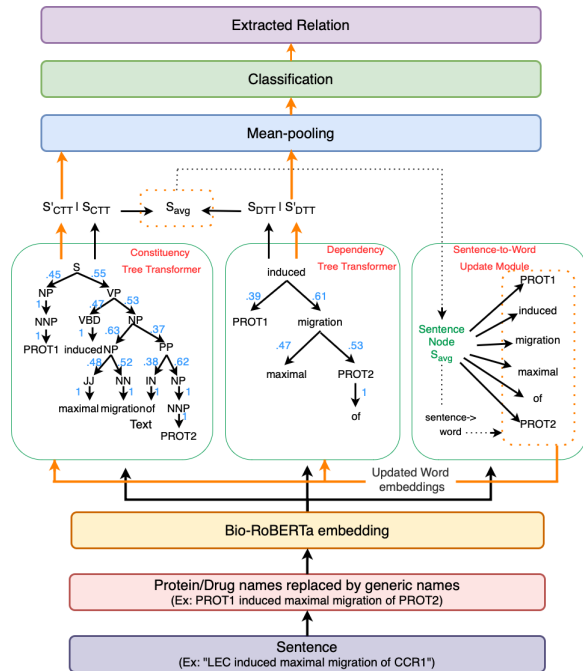 Extracted Relation
Classification
Mean-pooling
S'CTT | SCTT
Savg
SDTT | S'DTT
Constituency
Tree Transformer
S
.45 .55
NP VP
1 .47 .53
NNP VBD NP
1 1 .63 .37
PROT1 induced NP PP
.48 .52 .38 .62
JJ NN IN NP
1 1 1 1
maximal migration of NNP
Text 1
PROT2
Dependency
Tree Transformer
induced
.39 .61
PROT1 migration
.47 .53
maximal PROT2
1
of
Sentence-to-Word
Update Module
PROT1
induced
Sentence
Node
Savg
migration
maximal
of
PROT2
sentence->
word
Updated Word
embeddings
Bio-RoBERTa embedding
Protein/Drug names replaced by generic names
(Ex: PROT1 induced maximal migration of PROT2)
Sentence
(Ex: "LEC induced maximal migration of CCR1")